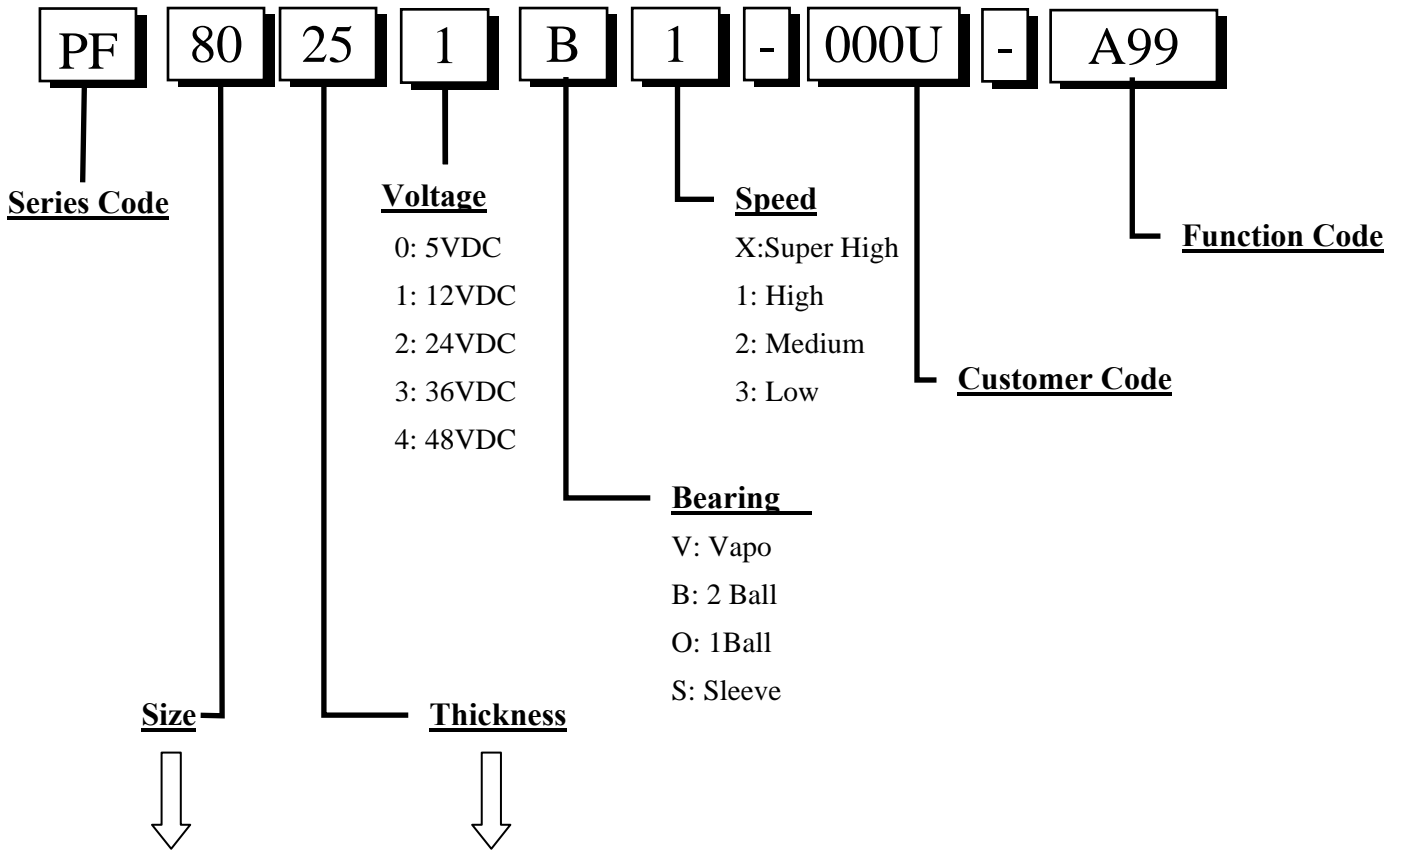 PF 80 25 1 B 1 - 000U - A99
Series Code
Voltage
0: 5VDC
1: 12VDC
2: 24VDC
3: 36VDC
4: 48VDC
Speed
X:Super High
1: High
2: Medium
3: Low
Function Code
Customer Code
Bearing
V: Vapo
B: 2 Ball
O: 1Ball
S: Sleeve
Size
Thickness